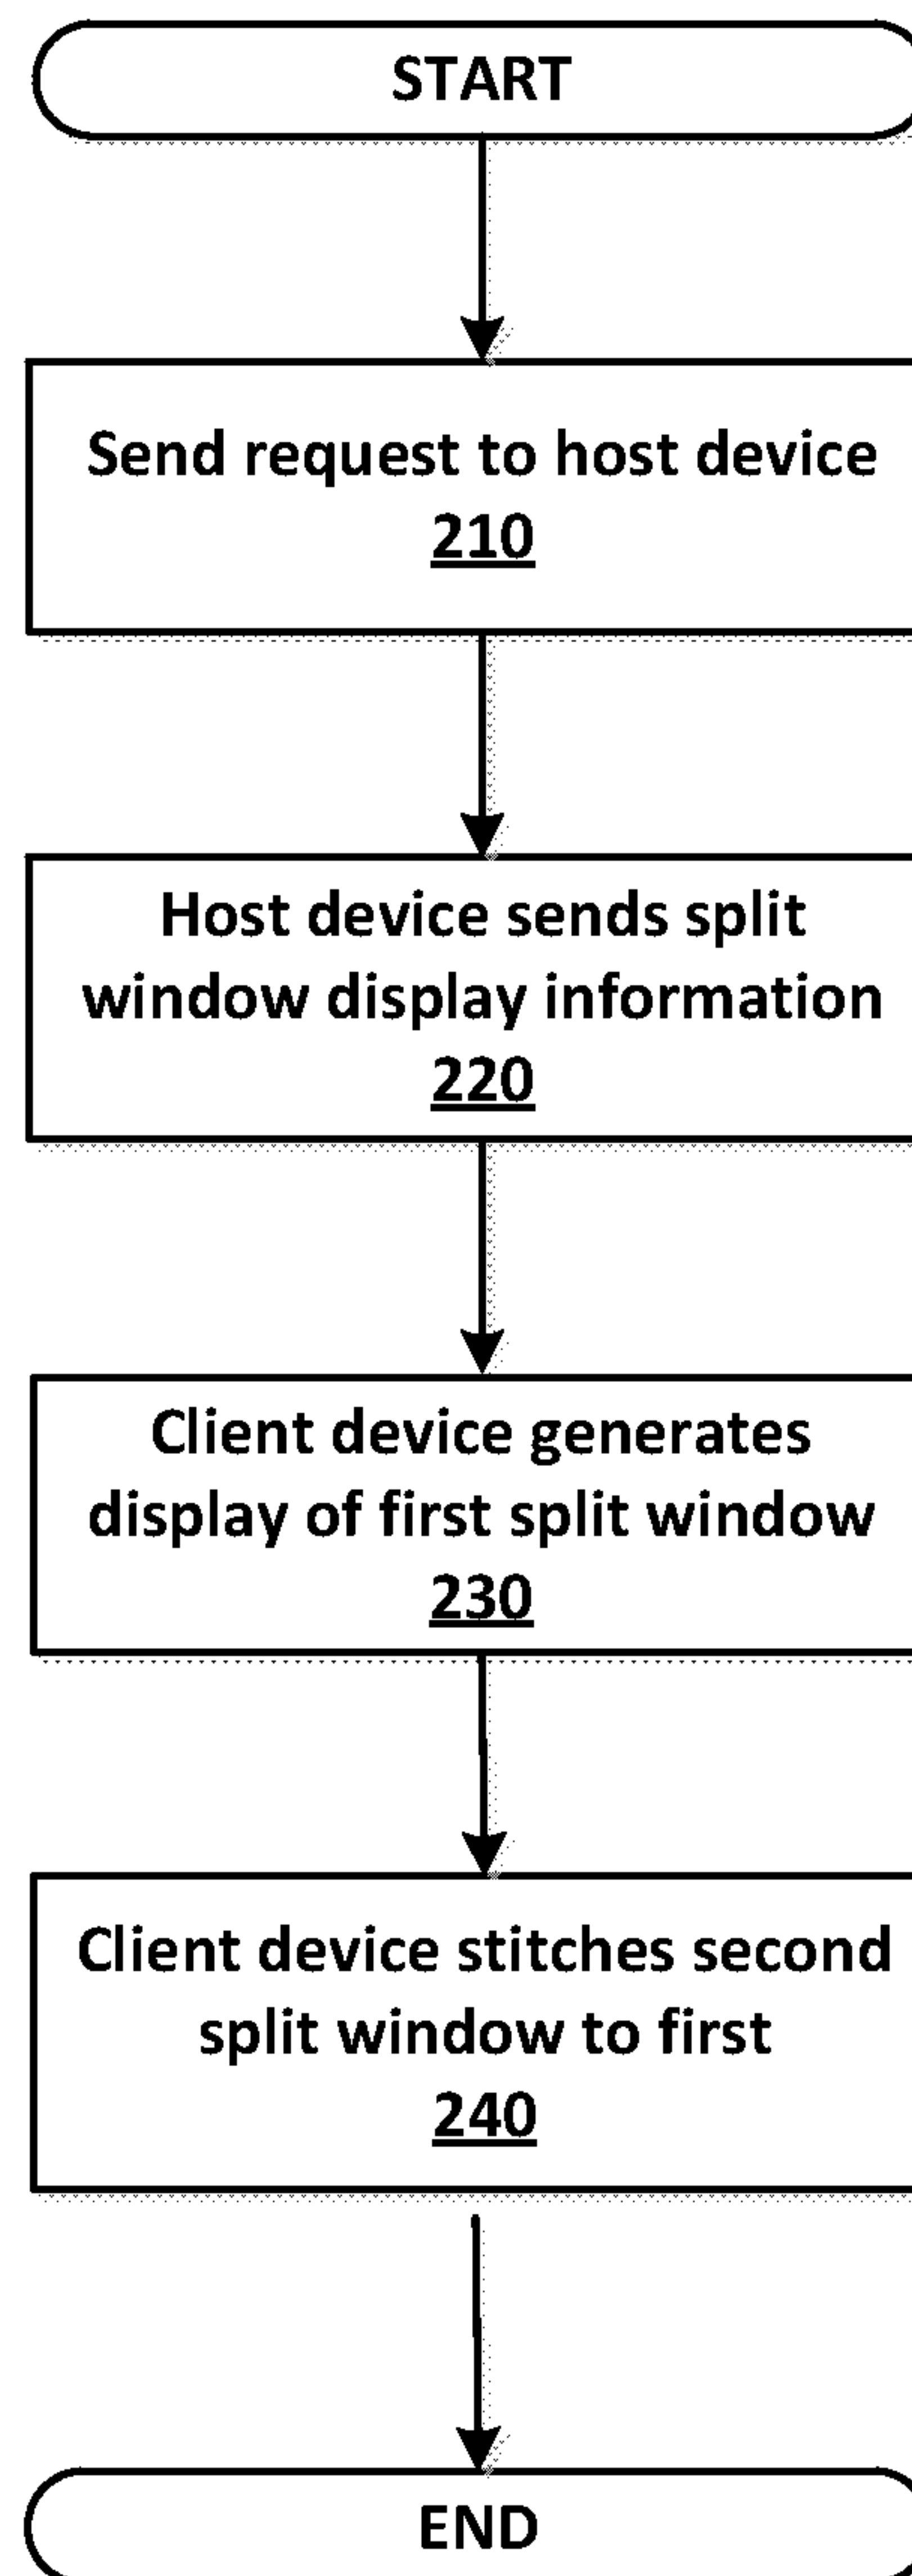 START
Send request to host device
210
Host device sends split
window display information
220
Client device generates
display of first split window
230
Client device stitches second
split window to first
240
END